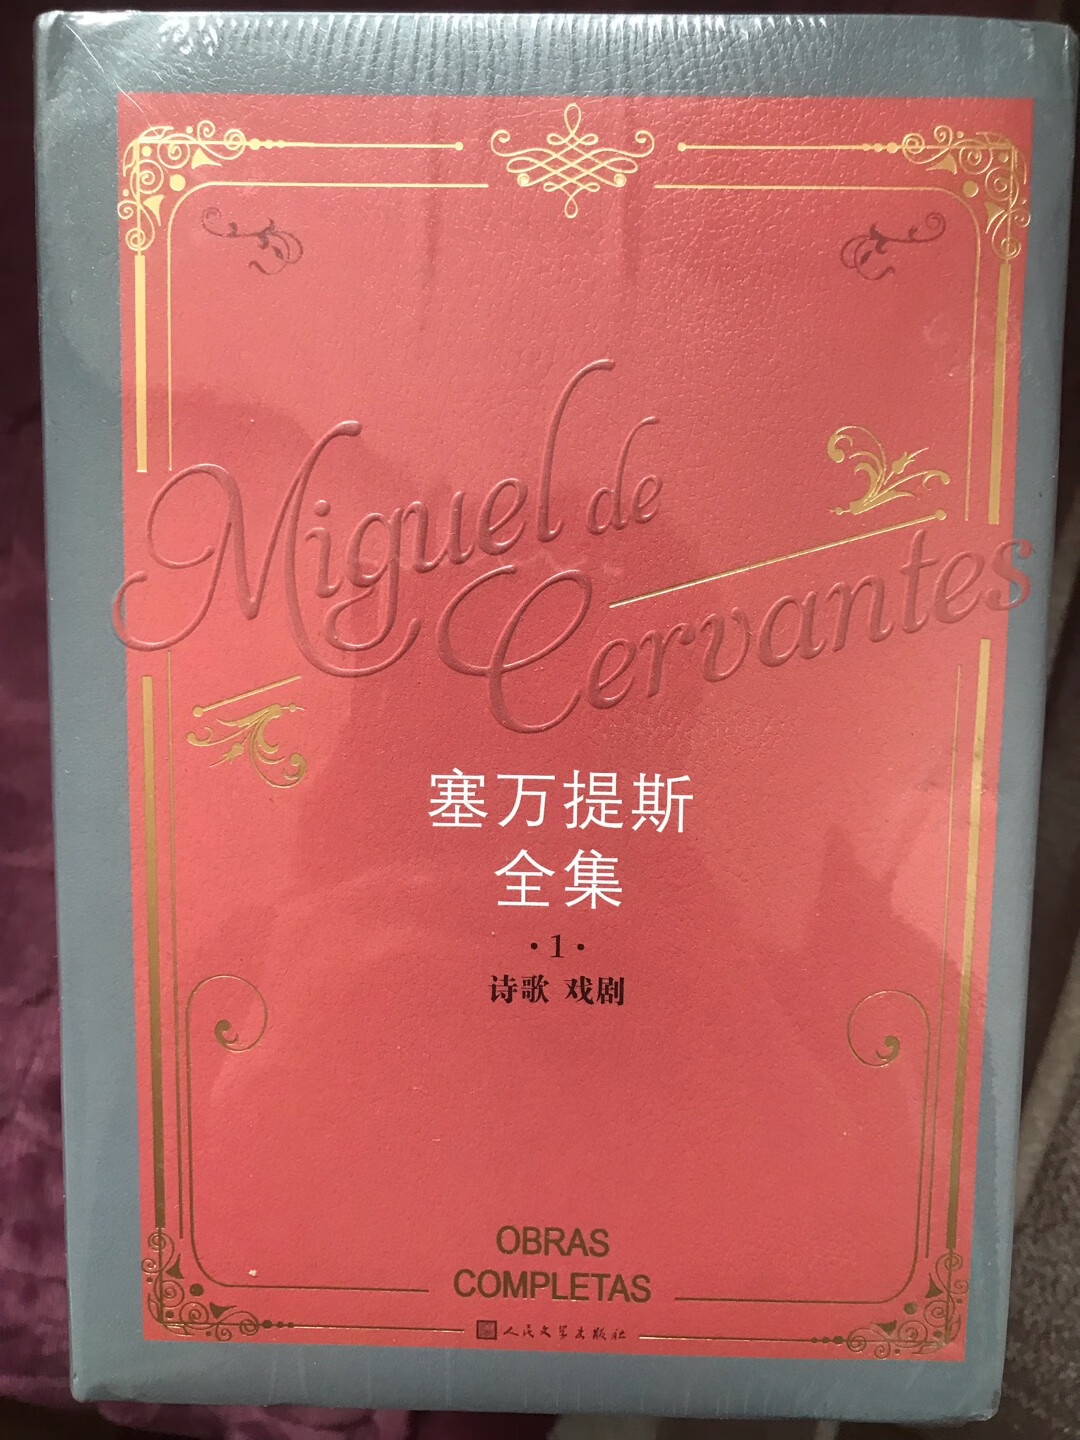 Miguel de
Cervantes
塞万提斯
全集
·1·
诗歌 戏剧
OBRAS
COMPLETAS
人民文学出版社